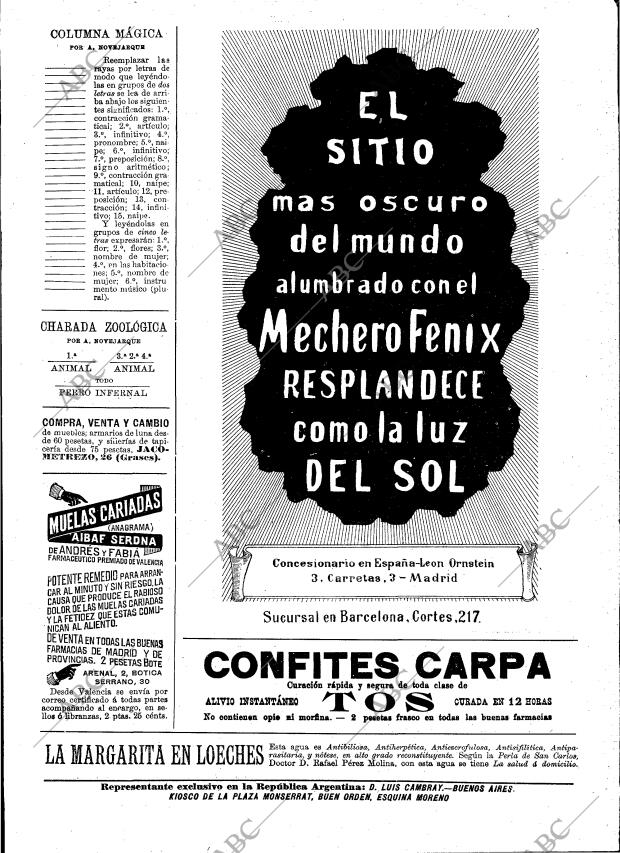 COLUMNA MÁGICA
POR A. NOVEJARQUE
Reemplazar las
rayas por letras de
modo que leyéndo-
las en grupos de dos
letras se lea de arri-
ba abajo los siguien-
tes significados: 1.º,
contracción grama-
tical; 2.º, artículo;
3.º, infinitivo; 4.º,
pronombre; 5.º, nai-
pe; 6.º, infinitivo;
7.º, preposición; 8.º,
signo aritmético;
9.º, contracción gra-
matical; 10, naipe;
11, artículo; 12, pre-
posición; 13, con-
tracción; 14, infini-
tivo; 15, naipe.
Y leyéndolas en
grupos de cinco le-
tras expresarán: 1.º,
flor; 2.º, flores; 3.º,
nombre de mujer;
4.º, en las habitacio-
nes; 5.º, nombre de
mujer; 6.º, instru-
mento músico (plu-
ral).
CHARADA ZOOLÓGICA
POR A. NOVEJARQUE
1.ª 3.ª 2.ª 4.ª
ANIMAL ANIMAL
TODO
PERRO INFERNAL
COMPRA, VENTA Y CAMBIO
de muebles; armarios de luna des-
de 60 pesetas, y sillerías de tapi-
cería desde 75 pesetas, JACO-
METREZO, 26 (Grases).
MUELAS CARIADAS
(ANAGRAMA)
AIBAF SERDNA
DE ANDRÉS Y FABIÁ
FARMACEUTICO PREMIADO DE VALENCIA
POTENTE REMEDIO PARA ARRAN-
CAR AL MINUTO Y SIN RIESGO, LA
CAUSA QUE PRODUCE EL RABIOSO
DOLOR DE LAS MUELAS CARIADAS
Y LA FETIDEZ QUE ESTAS COMU-
NICAN AL ALIENTO.
DE VENTA EN TODAS LAS BUENAS
FARMACIAS DE MADRID Y DE
PROVINCIAS. 2 PESETAS BOTE
ARENAL, 2, BOTICA
SERRANO, 30
Desde Valencia se envía por
correo certificado á todas partes
acompañando al encargo, en se-
llos ó libranzas, 2 ptas. 25 cénts.
EL
SITIO
mas oscuro
del mundo
alumbrado con el
Mechero Fenix
RESPLANDECE
como la luz
DEL SOL
Concesionario en España-Leon Ornstein
3, Carretas, 3 - Madrid
Sucursal en Barcelona, Cortes, 217.
CONFITES CARPA
Curación rápida y segura de toda clase de
ALIVIO INSTANTÁNEO TOS CURADA EN 12 HORAS
No contienen opio ni morfina. — 2 pesetas frasco en todas las buenas farmacias
LA MARGARITA EN LOECHES
Esta agua es Antibiliosa, Antiherpética, Antiescrofulosa, Antisifilítica, Antipa-
rasitaria, y nótese, en alto grado reconstituyente. Según la Perla de San Carlos,
Doctor D. Rafael Pérez Molina, con esta agua se tiene La salud á domicilio.
Representante exclusivo en la República Argentina: D. LUIS CAMBRAY.—BUENOS AIRES.
KIOSCO DE LA PLAZA MONSERRAT, BUEN ORDEN, ESQUINA MORENO